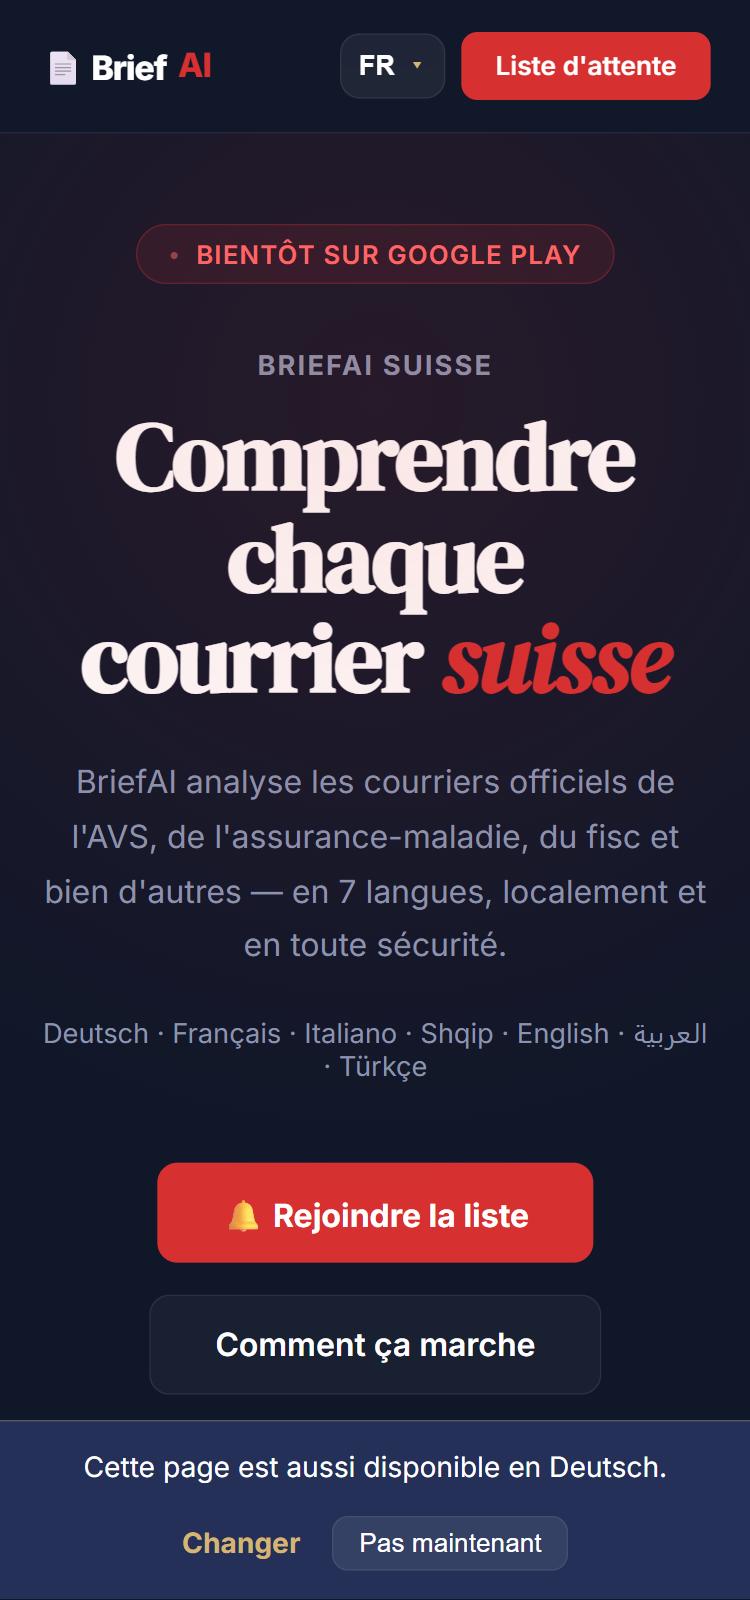 Brief AI
FR
Liste d'attente
• BIENTÔT SUR GOOGLE PLAY
BRIEFAI SUISSE
Comprendre
chaque
courrier suisse
BriefAI analyse les courriers officiels de
l'AVS, de l'assurance-maladie, du fisc et
bien d'autres — en 7 langues, localement et
en toute sécurité.
Deutsch · Français · Italiano · Shqip · English · العربية
· Türkçe
🔔 Rejoindre la liste
Comment ça marche
Cette page est aussi disponible en Deutsch.
Changer
Pas maintenant